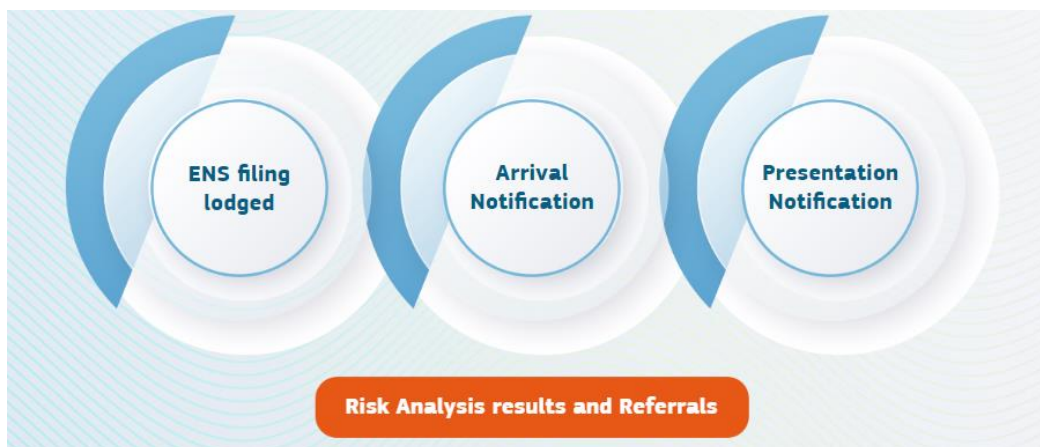 ENS filing
lodged
Arrival
Notification
Presentation
Notification
Risk Analysis results and Referrals